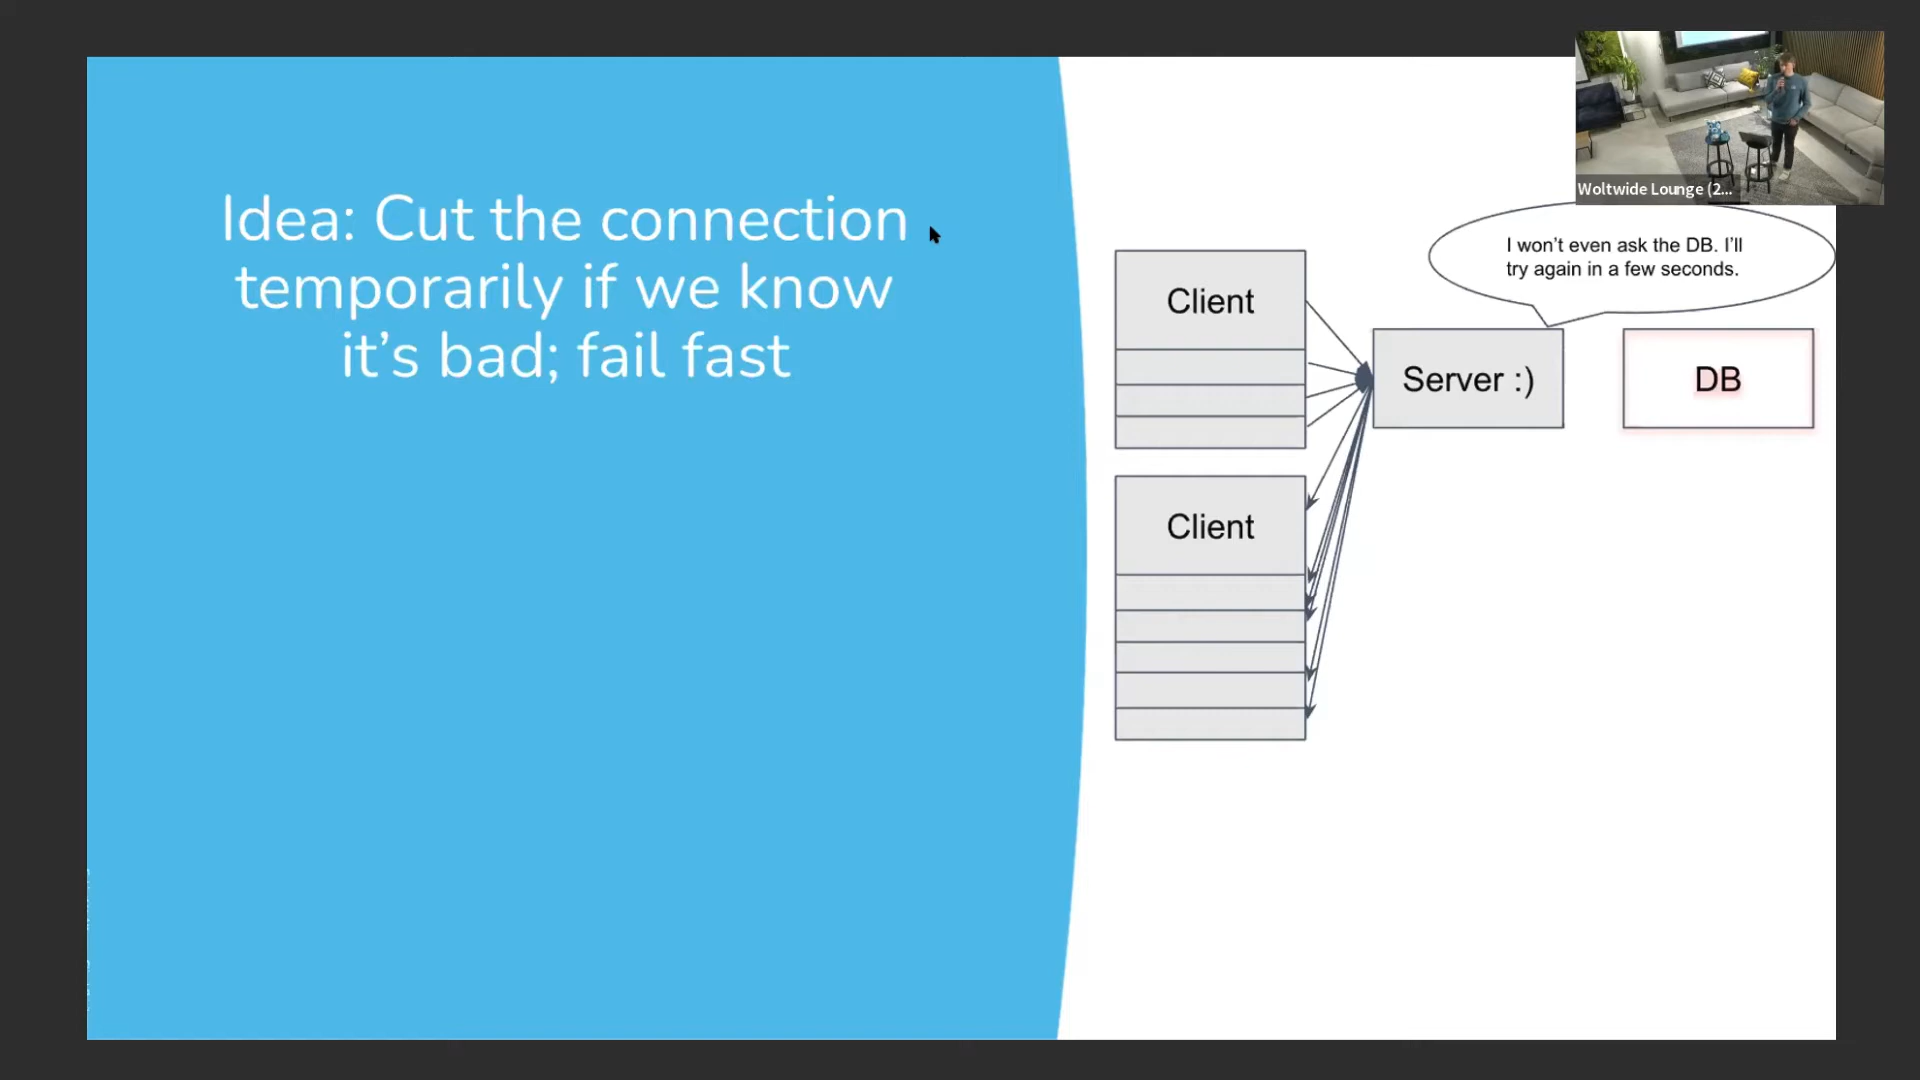 Idea: Cut the connection
temporarily if we know
it’s bad; fail fast
Woltwide Lounge (2...
I won’t even ask the DB. I’ll
try again in a few seconds.
Client
Server :)
DB
Client